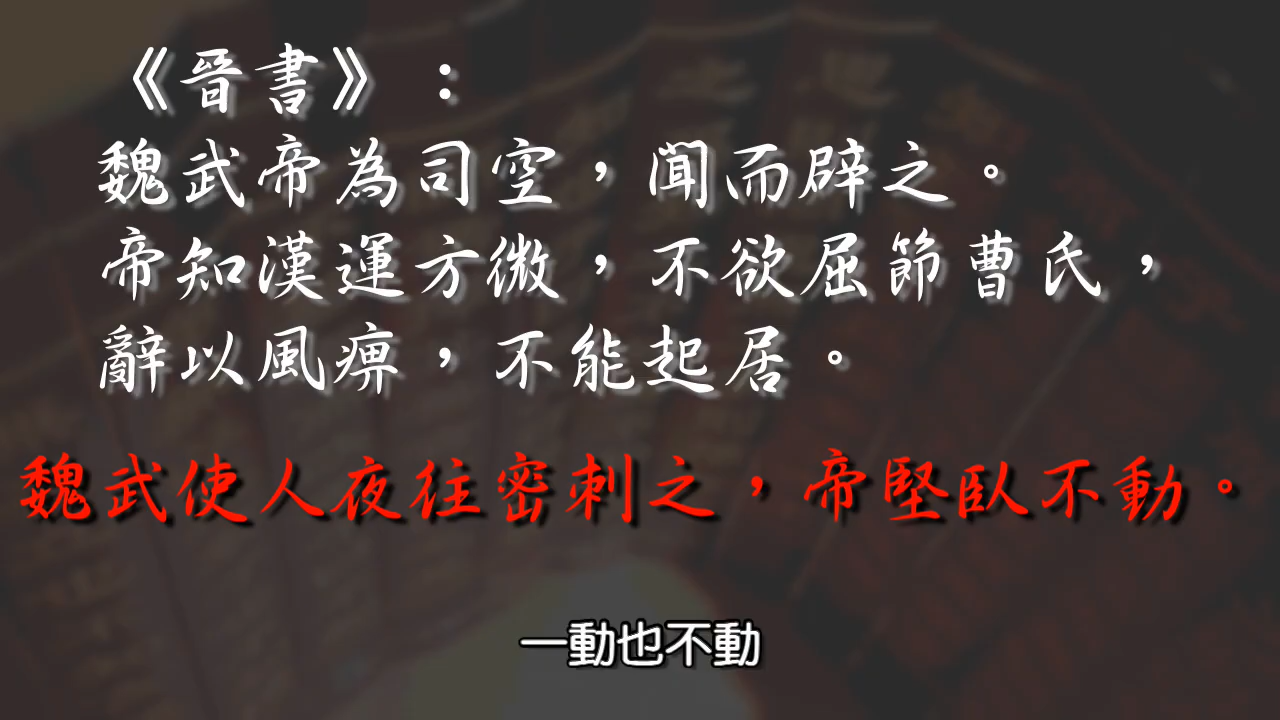 《晉書》：
魏武帝為司空，聞而辟之。
帝知漢運方微，不欲屈節曹氏，
辭以風痹，不能起居。
魏武使人夜往密刺之，帝堅臥不動。
一動也不動